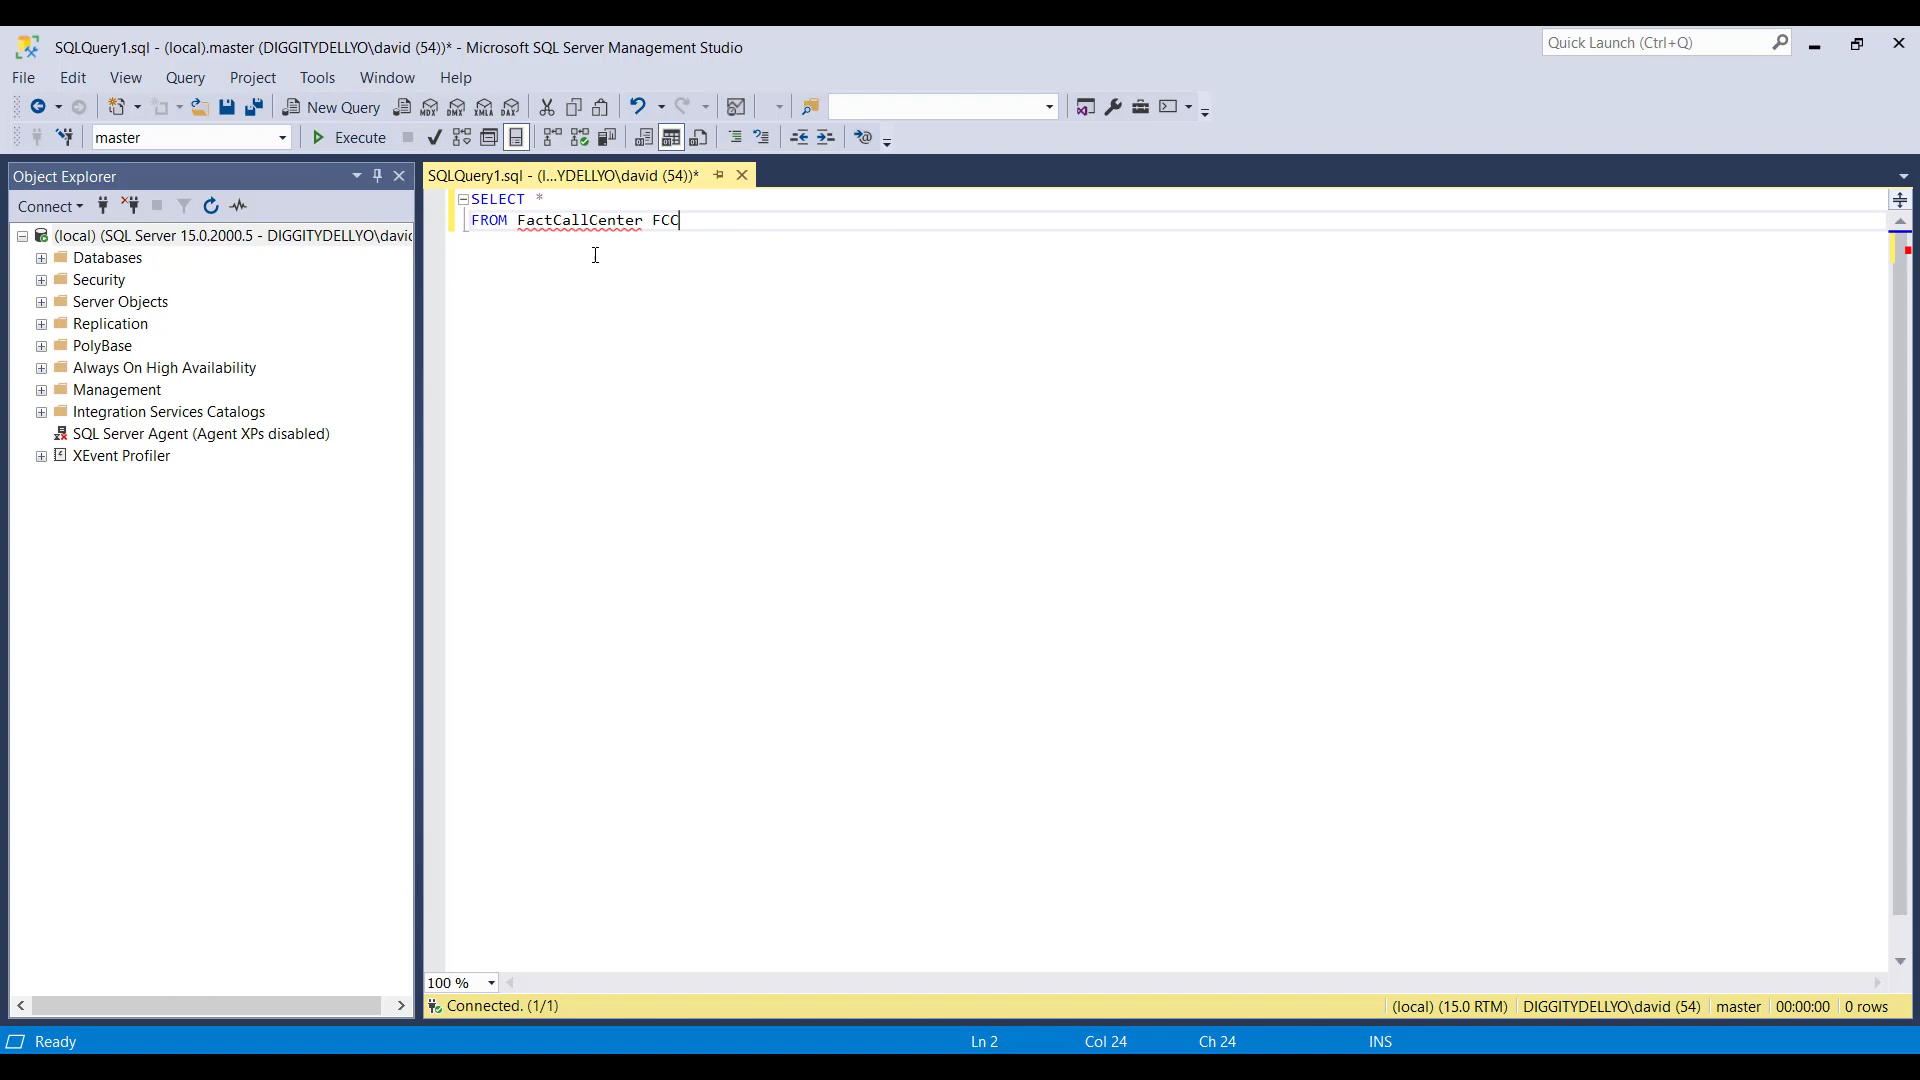 SQLQuery1.sql - (local).master (DIGGITYDELLYO\david (54))* - Microsoft SQL Server Management Studio
Quick Launch (Ctrl+Q)
File Edit View Query Project Tools Window Help
New Query MDX DMX XMLA DAX
master Execute
Object Explorer
SQLQuery1.sql - (l...YDELLYO\david (54))*
Connect
SELECT *
FROM FactCallCenter FCC
(local) (SQL Server 15.0.2000.5 - DIGGITYDELLYO\davic
Databases
Security
Server Objects
Replication
PolyBase
Always On High Availability
Management
Integration Services Catalogs
SQL Server Agent (Agent XPs disabled)
XEvent Profiler
100 %
Connected. (1/1)
(local) (15.0 RTM) DIGGITYDELLYO\david (54) master 00:00:00 0 rows
Ready Ln 2 Col 24 Ch 24 INS